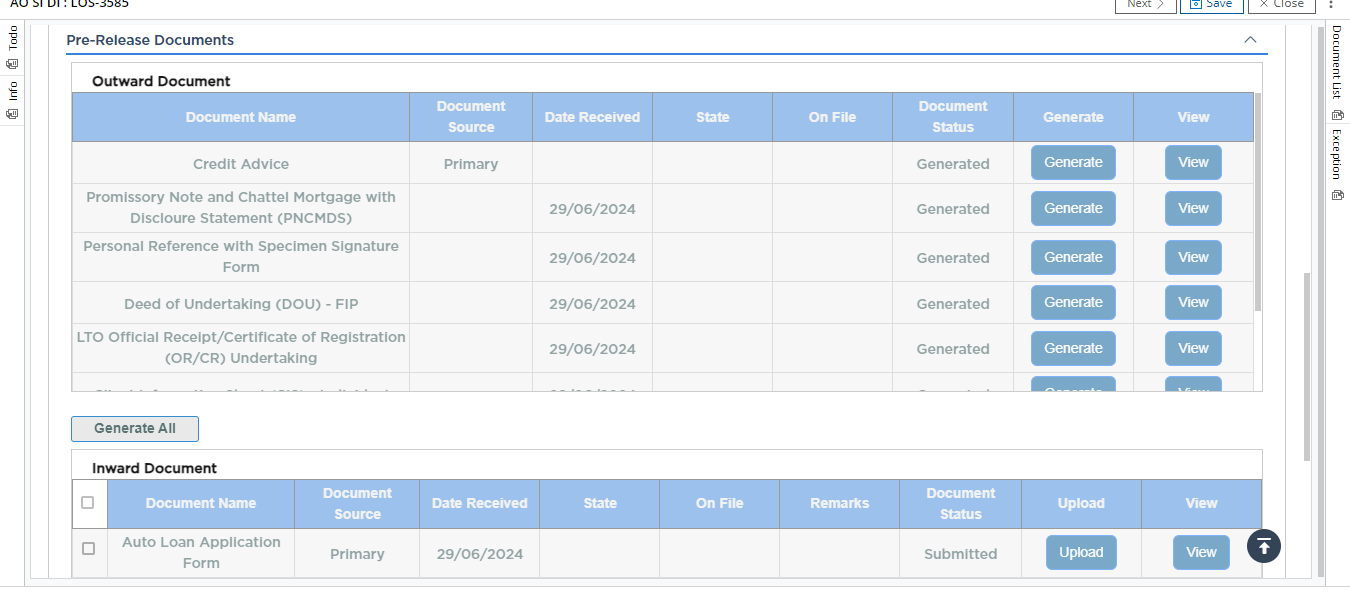 AO SI DI : LOS-3585
Next
Save
Close
Todo
Info
Document List
Exception
Pre-Release Documents
Outward Document
Document Name Document Source Date Received State On File Document Status Generate View
Credit Advice Primary Generated Generate View
Promissory Note and Chattel Mortgage with
Discloure Statement (PNCMDS) 29/06/2024 Generated Generate View
Personal Reference with Specimen Signature
Form 29/06/2024 Generated Generate View
Deed of Undertaking (DOU) - FIP 29/06/2024 Generated Generate View
LTO Official Receipt/Certificate of Registration
(OR/CR) Undertaking 29/06/2024 Generated Generate View
Generate All
Inward Document
Document Name Document Source Date Received State On File Remarks Document Status Upload View
Auto Loan Application
Form Primary 29/06/2024 Submitted Upload View